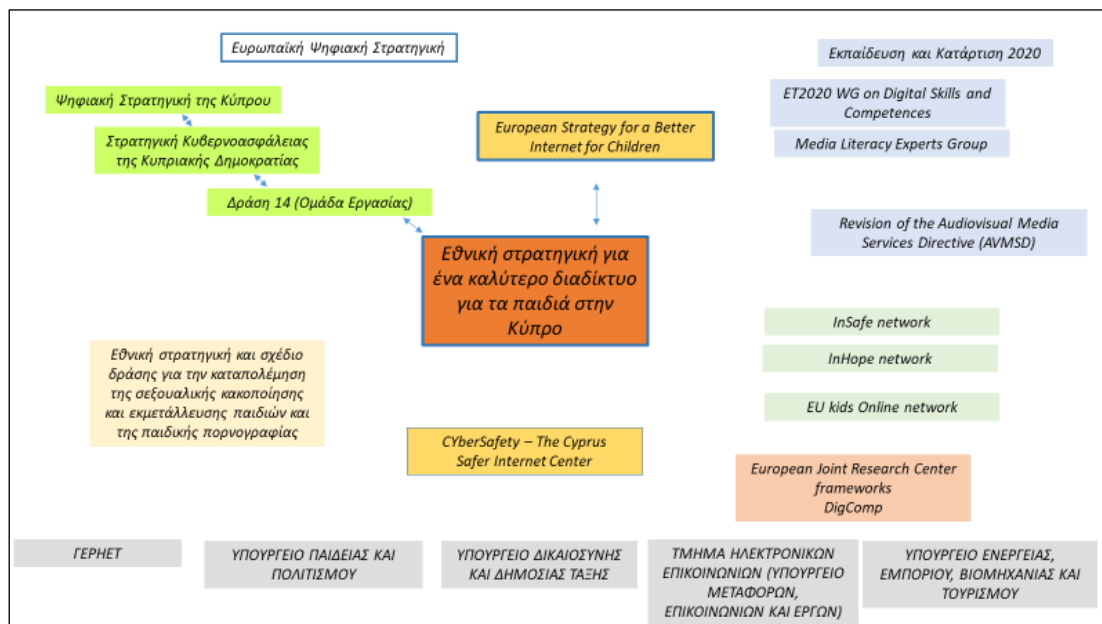 Ευρωπαϊκή Ψηφιακή Στρατηγική
Εκπαίδευση και Κατάρτιση 2020
Ψηφιακή Στρατηγική της Κύπρου
ET2020 WG on Digital Skills and
Competences
Στρατηγική Κυβερνοασφάλειας
της Κυπριακής Δημοκρατίας
European Strategy for a Better
Internet for Children
Media Literacy Experts Group
Δράση 14 (Ομάδα Εργασίας)
Revision of the Audiovisual Media
Services Directive (AVMSD)
Εθνική στρατηγική για
ένα καλύτερο διαδίκτυο
για τα παιδιά στην
Κύπρο
InSafe network
InHope network
EU kids Online network
Εθνική στρατηγική και σχέδιο
δράσης για την καταπολέμηση
της σεξουαλικής κακοποίησης
και εκμετάλλευσης παιδιών και
της παιδικής πορνογραφίας
CYberSafety – The Cyprus
Safer Internet Center
European Joint Research Center
frameworks
DigComp
ΓΕΡΗΕΤ
ΥΠΟΥΡΓΕΙΟ ΠΑΙΔΕΙΑΣ ΚΑΙ
ΠΟΛΙΤΙΣΜΟΥ
ΥΠΟΥΡΓΕΙΟ ΔΙΚΑΙΟΣΥΝΗΣ
ΚΑΙ ΔΗΜΟΣΙΑΣ ΤΑΞΗΣ
ΤΜΗΜΑ ΗΛΕΚΤΡΟΝΙΚΩΝ
ΕΠΙΚΟΙΝΩΝΙΩΝ (ΥΠΟΥΡΓΕΙΟ
ΜΕΤΑΦΟΡΩΝ,
ΕΠΙΚΟΙΝΩΝΙΩΝ ΚΑΙ ΕΡΓΩΝ)
ΥΠΟΥΡΓΕΙΟ ΕΝΕΡΓΕΙΑΣ,
ΕΜΠΟΡΙΟΥ, ΒΙΟΜΗΧΑΝΙΑΣ ΚΑΙ
ΤΟΥΡΙΣΜΟΥ